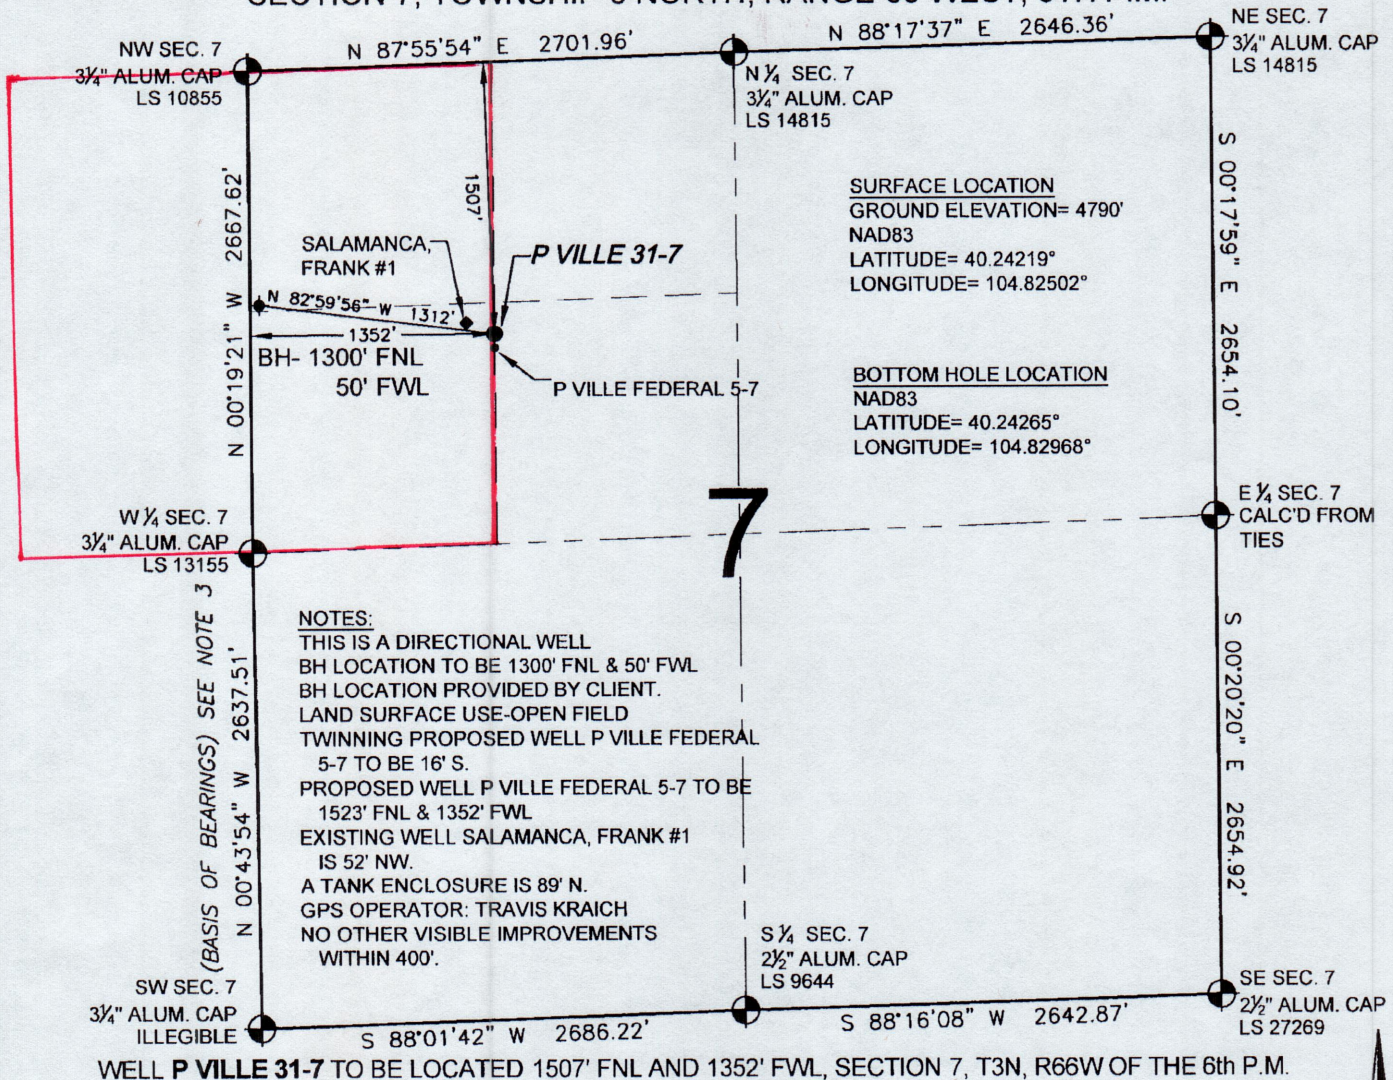 NW SEC. 7
3¼" ALUM. CAP
LS 10855
N 87°55'54" E 2701.96'
N 88°17'37" E 2646.36'
NE SEC. 7
3¼" ALUM. CAP
LS 14815
N ¼ SEC. 7
3¼" ALUM. CAP
LS 14815
N 00°19'21" W 2667.62'
1507'
S 00°17'59" E 2654.10'
SURFACE LOCATION
GROUND ELEVATION= 4790'
NAD83
LATITUDE= 40.24219°
LONGITUDE= 104.82502°
SALAMANCA,
FRANK #1
P VILLE 31-7
N 82°59'56" W 1312'
1352'
BH- 1300' FNL
50' FWL
P VILLE FEDERAL 5-7
BOTTOM HOLE LOCATION
NAD83
LATITUDE= 40.24265°
LONGITUDE= 104.82968°
7
W ¼ SEC. 7
3¼" ALUM. CAP
LS 13155
E ¼ SEC. 7
CALC'D FROM
TIES
(BASIS OF BEARINGS) SEE NOTE 3
N 00°43'54" W 2637.51'
S 00°20'20" E 2654.92'
NOTES:
THIS IS A DIRECTIONAL WELL
BH LOCATION TO BE 1300' FNL & 50' FWL
BH LOCATION PROVIDED BY CLIENT.
LAND SURFACE USE-OPEN FIELD
TWINNING PROPOSED WELL P VILLE FEDERAL
5-7 TO BE 16' S.
PROPOSED WELL P VILLE FEDERAL 5-7 TO BE
1523' FNL & 1352' FWL
EXISTING WELL SALAMANCA, FRANK #1
IS 52' NW.
A TANK ENCLOSURE IS 89' N.
GPS OPERATOR: TRAVIS KRAICH
NO OTHER VISIBLE IMPROVEMENTS
WITHIN 400'.
S ¼ SEC. 7
2½" ALUM. CAP
LS 9644
SW SEC. 7
3¼" ALUM. CAP
ILLEGIBLE
SE SEC. 7
2½" ALUM. CAP
LS 27269
S 88°01'42" W 2686.22'
S 88°16'08" W 2642.87'
WELL P VILLE 31-7 TO BE LOCATED 1507' FNL AND 1352' FWL, SECTION 7, T3N, R66W OF THE 6th P.M.